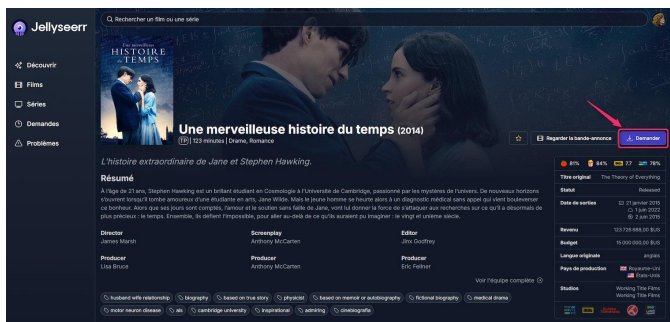 Jellyseerr
Rechercher un film ou une série
Découvrir
Films
Séries
Demandes
Problèmes
Une merveilleuse
HISTOIRE
du TEMPS
Une merveilleuse histoire du temps (2014)
TP | 123 minutes | Drame, Romance
Regarder la bande-annonce
Demander
L'histoire extraordinaire de Jane et Stephen Hawking.
Résumé
À l'âge de 21 ans, Stephen Hawking est un brillant étudiant en Cosmologie à l'Université de Cambridge, passionné par les mystères de l'univers. De nouveaux horizons
s'ouvrent lorsqu'il tombe amoureux d'une étudiante en arts, Jane Wilde. Mais le jeune homme se heurte alors à un diagnostic médical sans appel qui vient bouleverser
ce bonheur. Alors que ses jours sont comptés, l'amour et le soutien sans faille de Jane, vont lui donner la force de s'attaquer aux recherches sur ce qu'il a désormais de
plus précieux : le temps. Ensemble, ils défient l'impossible, pour aller au-delà de ce qu'ils auraient pu imaginer : le vingt et unième siècle.
Director
Screenplay
Editor
James Marsh
Anthony McCarten
Jinx Godfrey
Producer
Producer
Producer
Lisa Bruce
Anthony McCarten
Eric Fellner
Voir l'équipe complète
husband wife relationship
biography
based on true story
physicist
based on memoir or autobiography
fictional biography
medical drama
motor neuron disease
als
cambridge university
inspirational
admiring
cinebiografia
81% 84% 7.7 78%
Titre original The Theory of Everything
Statut Released
Date de sorties 21 janvier 2015
1 juin 2022
2 juin 2015
Revenu 123 726 688,00 $US
Budget 15 000 000,00 $US
Langue originale anglais
Pays de production Royaume-Uni
États-Unis
Studios Working Title Films
Working Title Films